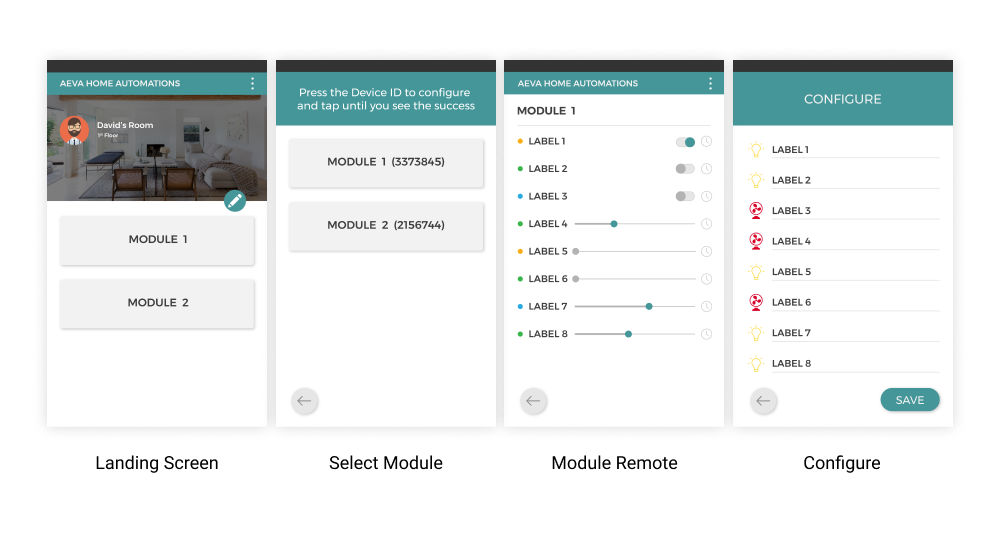 AEVA HOME AUTOMATIONS
David's Room
1st Floor
MODULE 1
MODULE 2
Landing Screen
Press the Device ID to configure
and tap until you see the success
MODULE 1 (3373845)
MODULE 2 (2156744)
Select Module
AEVA HOME AUTOMATIONS
MODULE 1
LABEL 1
LABEL 2
LABEL 3
LABEL 4
LABEL 5
LABEL 6
LABEL 7
LABEL 8
Module Remote
CONFIGURE
LABEL 1
LABEL 2
LABEL 3
LABEL 4
LABEL 5
LABEL 6
LABEL 7
LABEL 8
SAVE
Configure